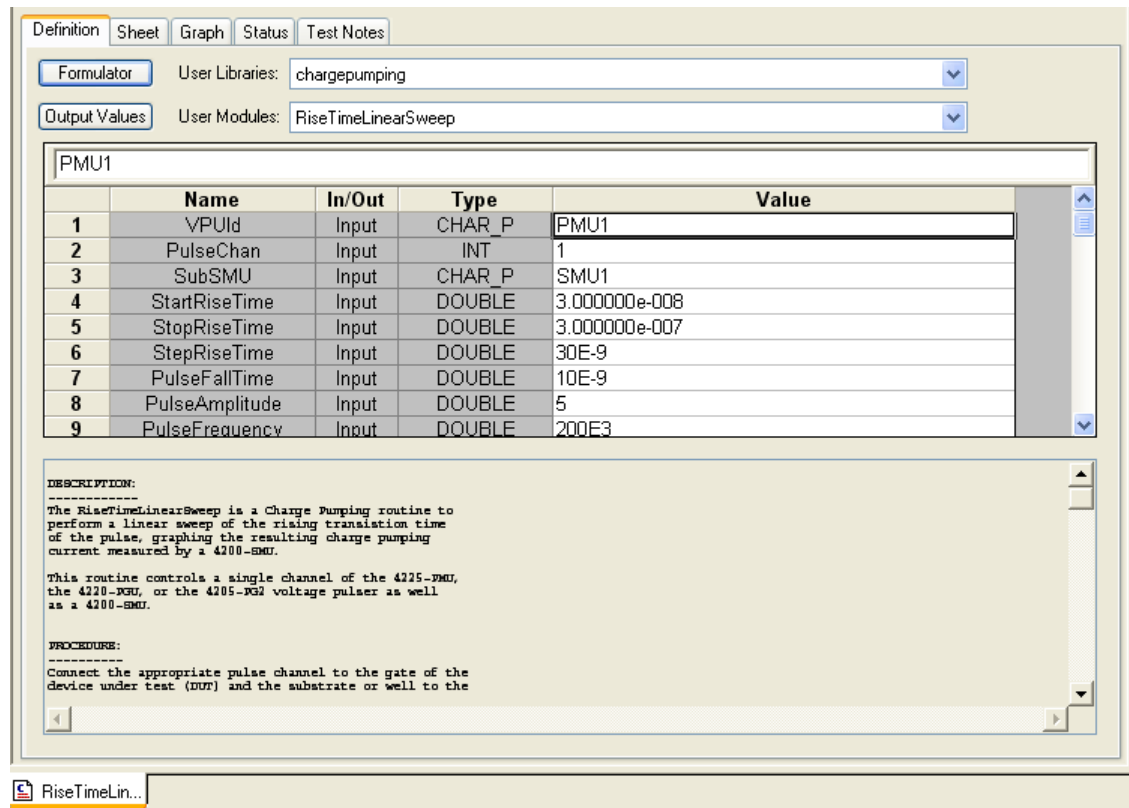 Definition Sheet Graph Status Test Notes
Formulator User Libraries: chargepumping
Output Values User Modules: RiseTimeLinearSweep
PMU1
Name In/Out Type Value
1 VPUId Input CHAR_P PMU1
2 PulseChan Input INT 1
3 SubSMU Input CHAR_P SMU1
4 StartRiseTime Input DOUBLE 3.000000e-008
5 StopRiseTime Input DOUBLE 3.000000e-007
6 StepRiseTime Input DOUBLE 30E-9
7 PulseFallTime Input DOUBLE 10E-9
8 PulseAmplitude Input DOUBLE 5
9 PulseFrequency Input DOUBLE 200E3
DESCRIPTION:
------------
The RiseTimeLinearSweep is a Charge Pumping routine to
perform a linear sweep of the rising transistion time
of the pulse, graphing the resulting charge pumping
current measured by a 4200-SMU.
This routine controls a single channel of the 4225-PMU,
the 4220-PGU, or the 4205-PG2 voltage pulser as well
as a 4200-SMU.
PROCEDURE:
----------
Connect the appropriate pulse channel to the gate of the
device under test (DUT) and the substrate or well to the
RiseTimeLin...